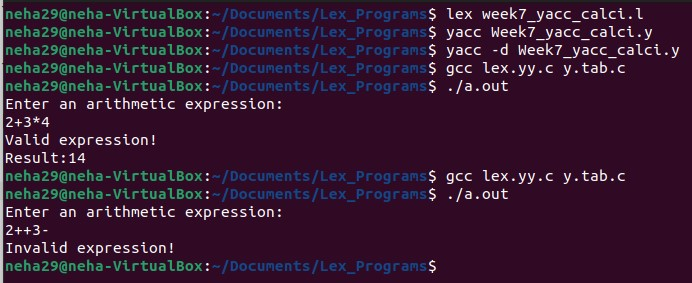 neha29@neha-VirtualBox:~/Documents/Lex_Programs$ lex week7_yacc_calci.l
neha29@neha-VirtualBox:~/Documents/Lex_Programs$ yacc Week7_yacc_calci.y
neha29@neha-VirtualBox:~/Documents/Lex_Programs$ yacc -d Week7_yacc_calci.y
neha29@neha-VirtualBox:~/Documents/Lex_Programs$ gcc lex.yy.c y.tab.c
neha29@neha-VirtualBox:~/Documents/Lex_Programs$ ./a.out
Enter an arithmetic expression:
2+3*4
Valid expression!
Result:14
neha29@neha-VirtualBox:~/Documents/Lex_Programs$ gcc lex.yy.c y.tab.c
neha29@neha-VirtualBox:~/Documents/Lex_Programs$ ./a.out
Enter an arithmetic expression:
2++3-
Invalid expression!
neha29@neha-VirtualBox:~/Documents/Lex_Programs$